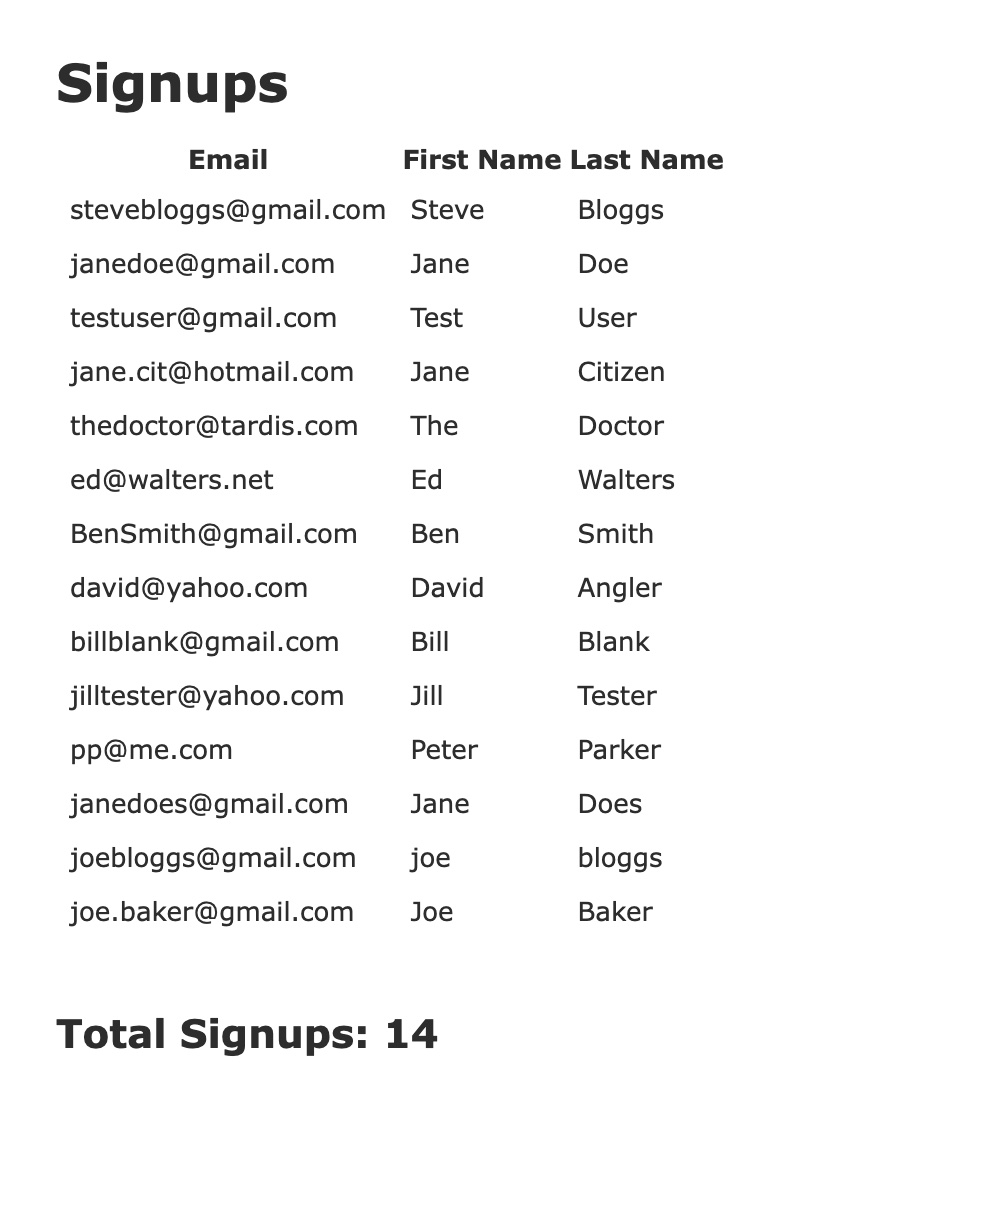 Signups
Email First Name Last Name
stevebloggs@gmail.com Steve Bloggs
janedoe@gmail.com Jane Doe
testuser@gmail.com Test User
jane.cit@hotmail.com Jane Citizen
thedoctor@tardis.com The Doctor
ed@walters.net Ed Walters
BenSmith@gmail.com Ben Smith
david@yahoo.com David Angler
billblank@gmail.com Bill Blank
jilltester@yahoo.com Jill Tester
pp@me.com Peter Parker
janedoes@gmail.com Jane Does
joebloggs@gmail.com joe bloggs
joe.baker@gmail.com Joe Baker
Total Signups: 14